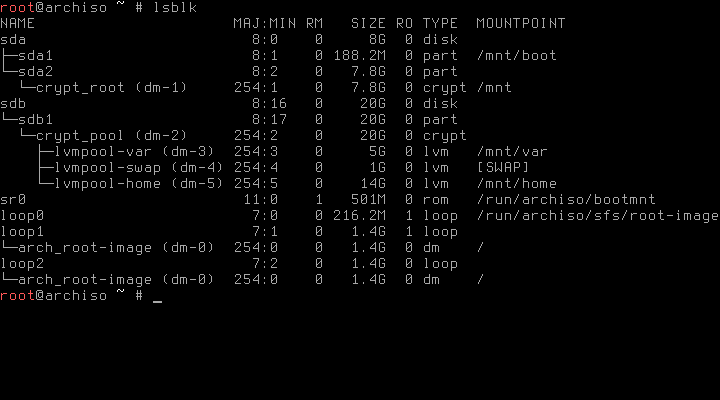 root@archiso ~ # lsblk
NAME                      MAJ:MIN RM   SIZE RO TYPE  MOUNTPOINT
sda                         8:0    0     8G  0 disk
├─sda1                      8:1    0 188.2M  0 part  /mnt/boot
└─sda2                      8:2    0   7.8G  0 part
  └─crypt_root (dm-1)     254:1    0   7.8G  0 crypt /mnt
sdb                         8:16   0    20G  0 disk
└─sdb1                      8:17   0    20G  0 part
  └─crypt_pool (dm-2)     254:2    0    20G  0 crypt
    ├─lvmpool-var (dm-3)  254:3    0     5G  0 lvm   /mnt/var
    ├─lvmpool-swap (dm-4) 254:4    0     1G  0 lvm   [SWAP]
    └─lvmpool-home (dm-5) 254:5    0    14G  0 lvm   /mnt/home
sr0                        11:0    1   501M  0 rom   /run/archiso/bootmnt
loop0                       7:0    0 216.2M  1 loop  /run/archiso/sfs/root-image
loop1                       7:1    0   1.4G  1 loop
└─arch_root-image (dm-0)  254:0    0   1.4G  0 dm    /
loop2                       7:2    0   1.4G  0 loop
└─arch_root-image (dm-0)  254:0    0   1.4G  0 dm    /
root@archiso ~ # _